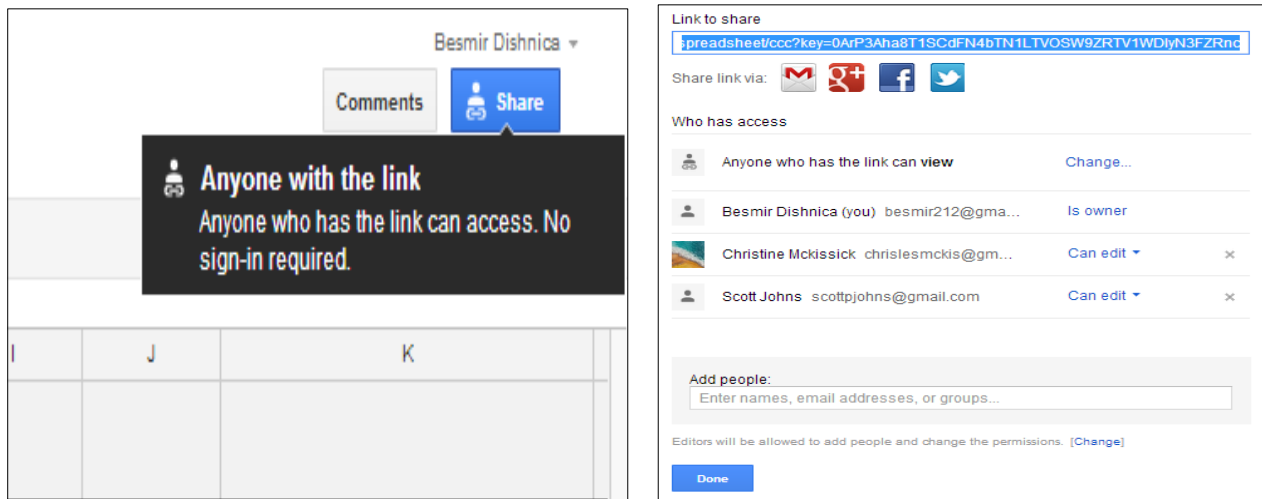 Besmir Dishnica
Comments
Share
Anyone with the link
Anyone who has the link can access. No
sign-in required.
I
J
K
Link to share
spreadsheet/ccc?key=0ArP3Aha8T1SCdFN4bTN1LTVOSW9ZRTV1WDlyN3FZRnc
Share link via:
Who has access
Anyone who has the link can view Change...
Besmir Dishnica (you) besmir212@gma... Is owner
Christine Mckissick chrislesmckis@gm... Can edit
Scott Johns scottpjohns@gmail.com Can edit
Add people:
Enter names, email addresses, or groups...
Editors will be allowed to add people and change the permissions. [Change]
Done